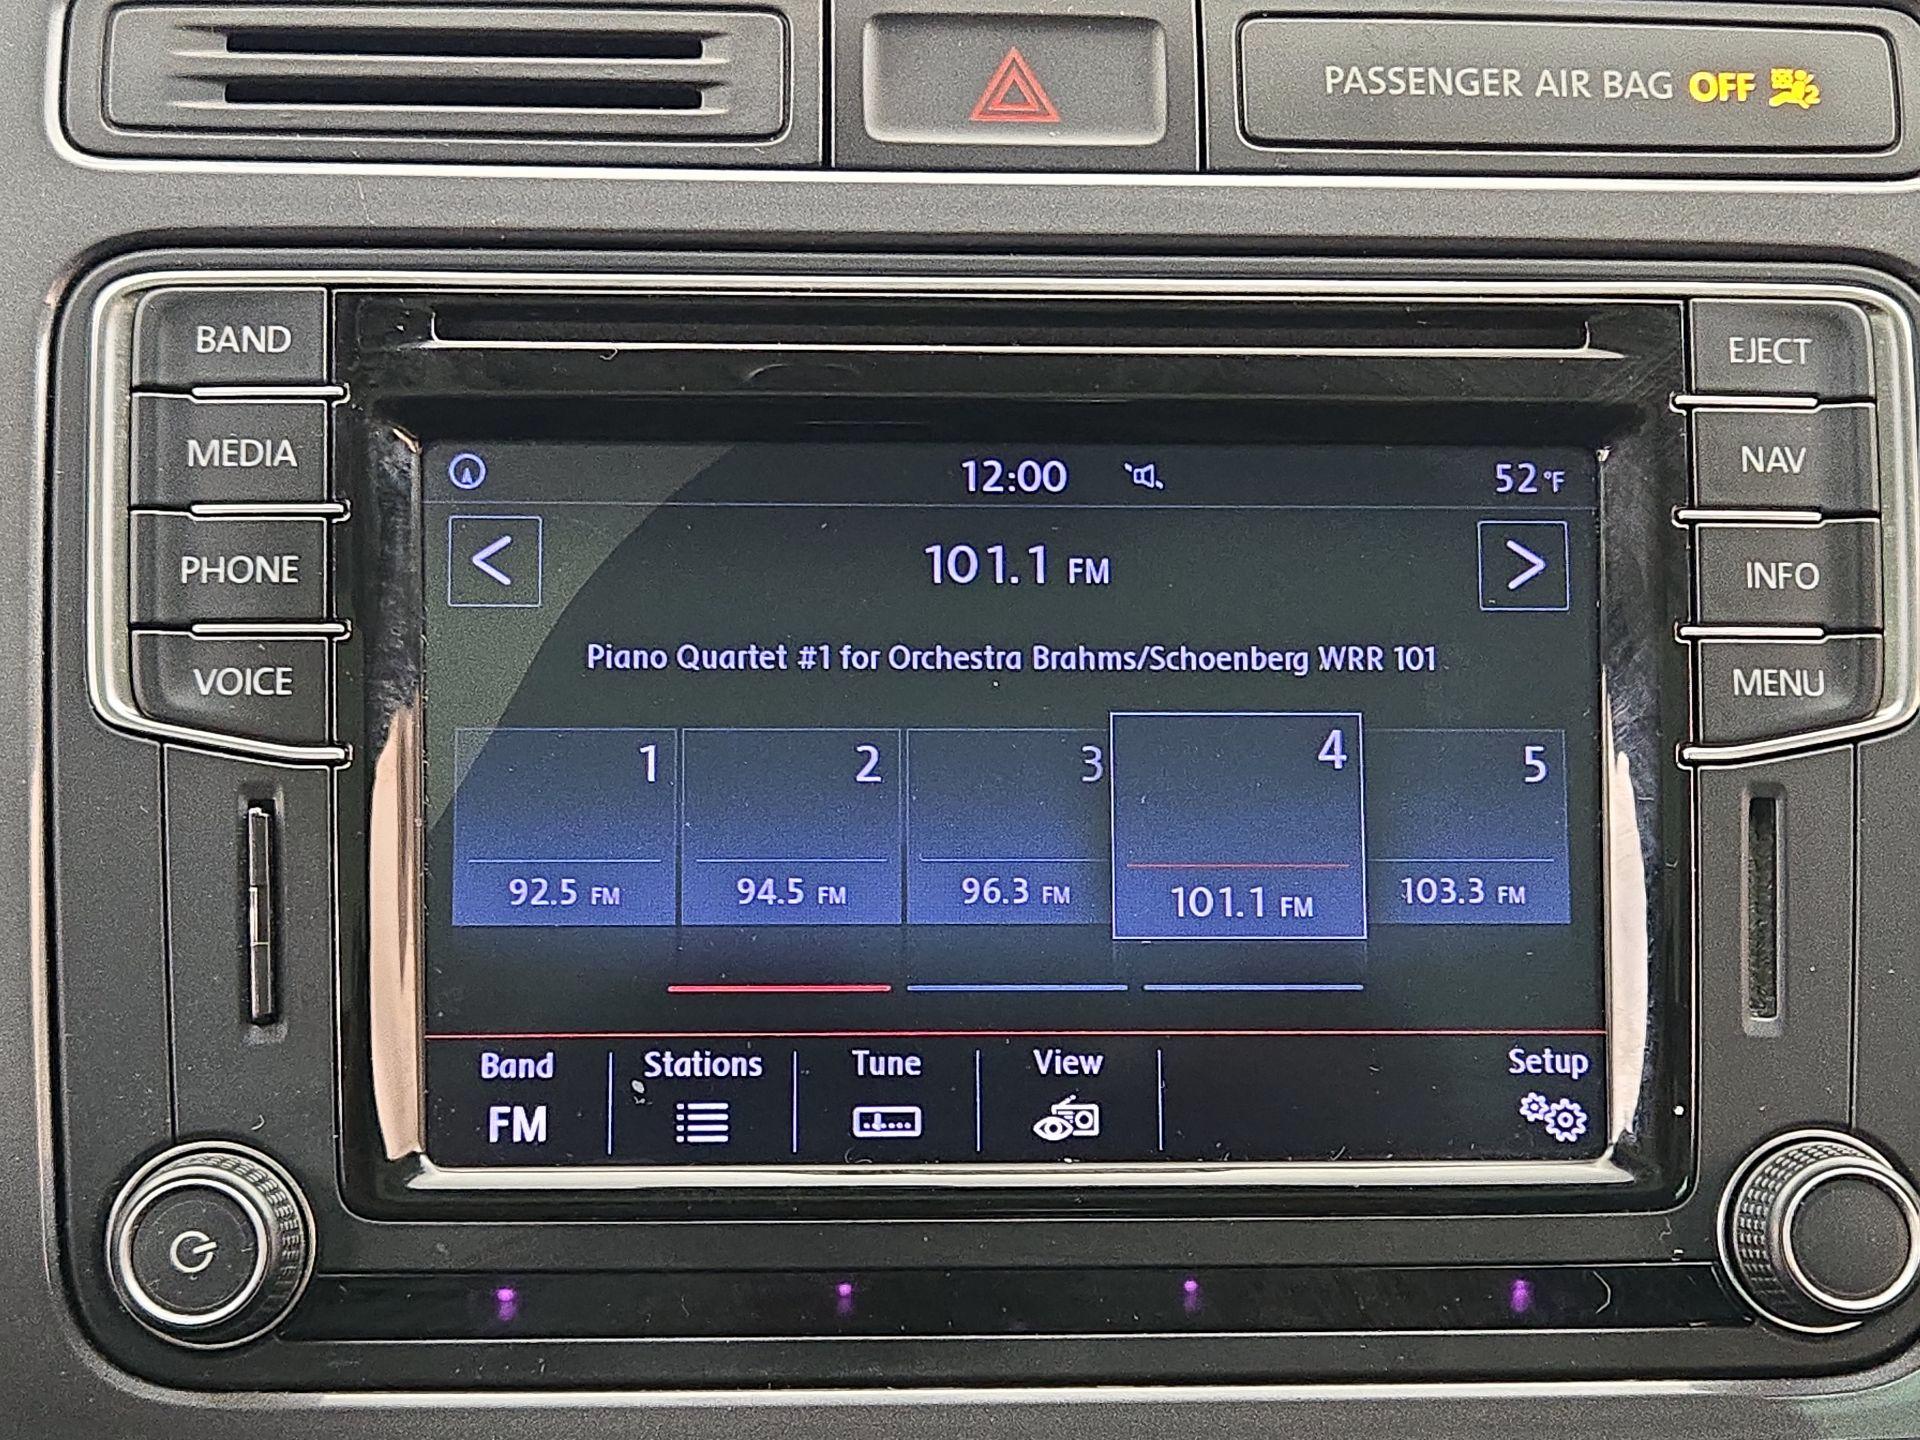 PASSENGER AIR BAG OFF
BAND
MEDIA
PHONE
VOICE
EJECT
NAV
INFO
MENU
12:00
52°F
<
101.1 FM
>
Piano Quartet #1 for Orchestra Brahms/Schoenberg WRR 101
1
2
3
4
5
92.5 FM
94.5 FM
96.3 FM
101.1 FM
103.3 FM
Band
Stations
Tune
View
Setup
FM